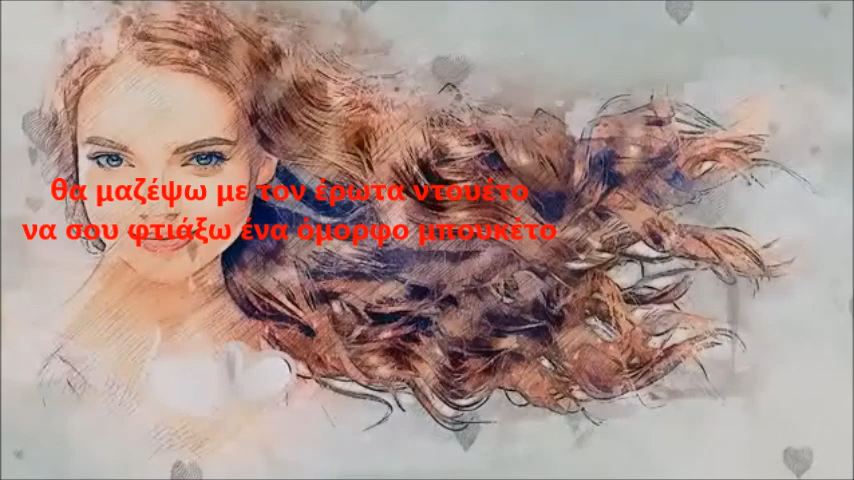 θα μαζέψω με τον έρωτα ντουέτο
να σου φτιάξω ένα όμορφο μπουκέτο